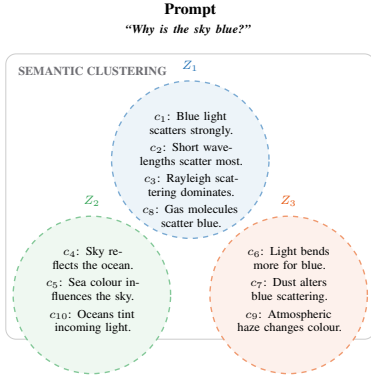 Prompt
“Why is the sky blue?”
SEMANTIC CLUSTERING
Z1
c1: Blue light
scatters strongly.
c2: Short wave-
lengths scatter most.
c3: Rayleigh scat-
tering dominates.
c8: Gas molecules
scatter blue.
Z2
c4: Sky re-
flects the ocean.
c5: Sea colour in-
fluences the sky.
c10: Oceans tint
incoming light.
Z3
c6: Light bends
more for blue.
c7: Dust alters
blue scattering.
c9: Atmospheric
haze changes colour.